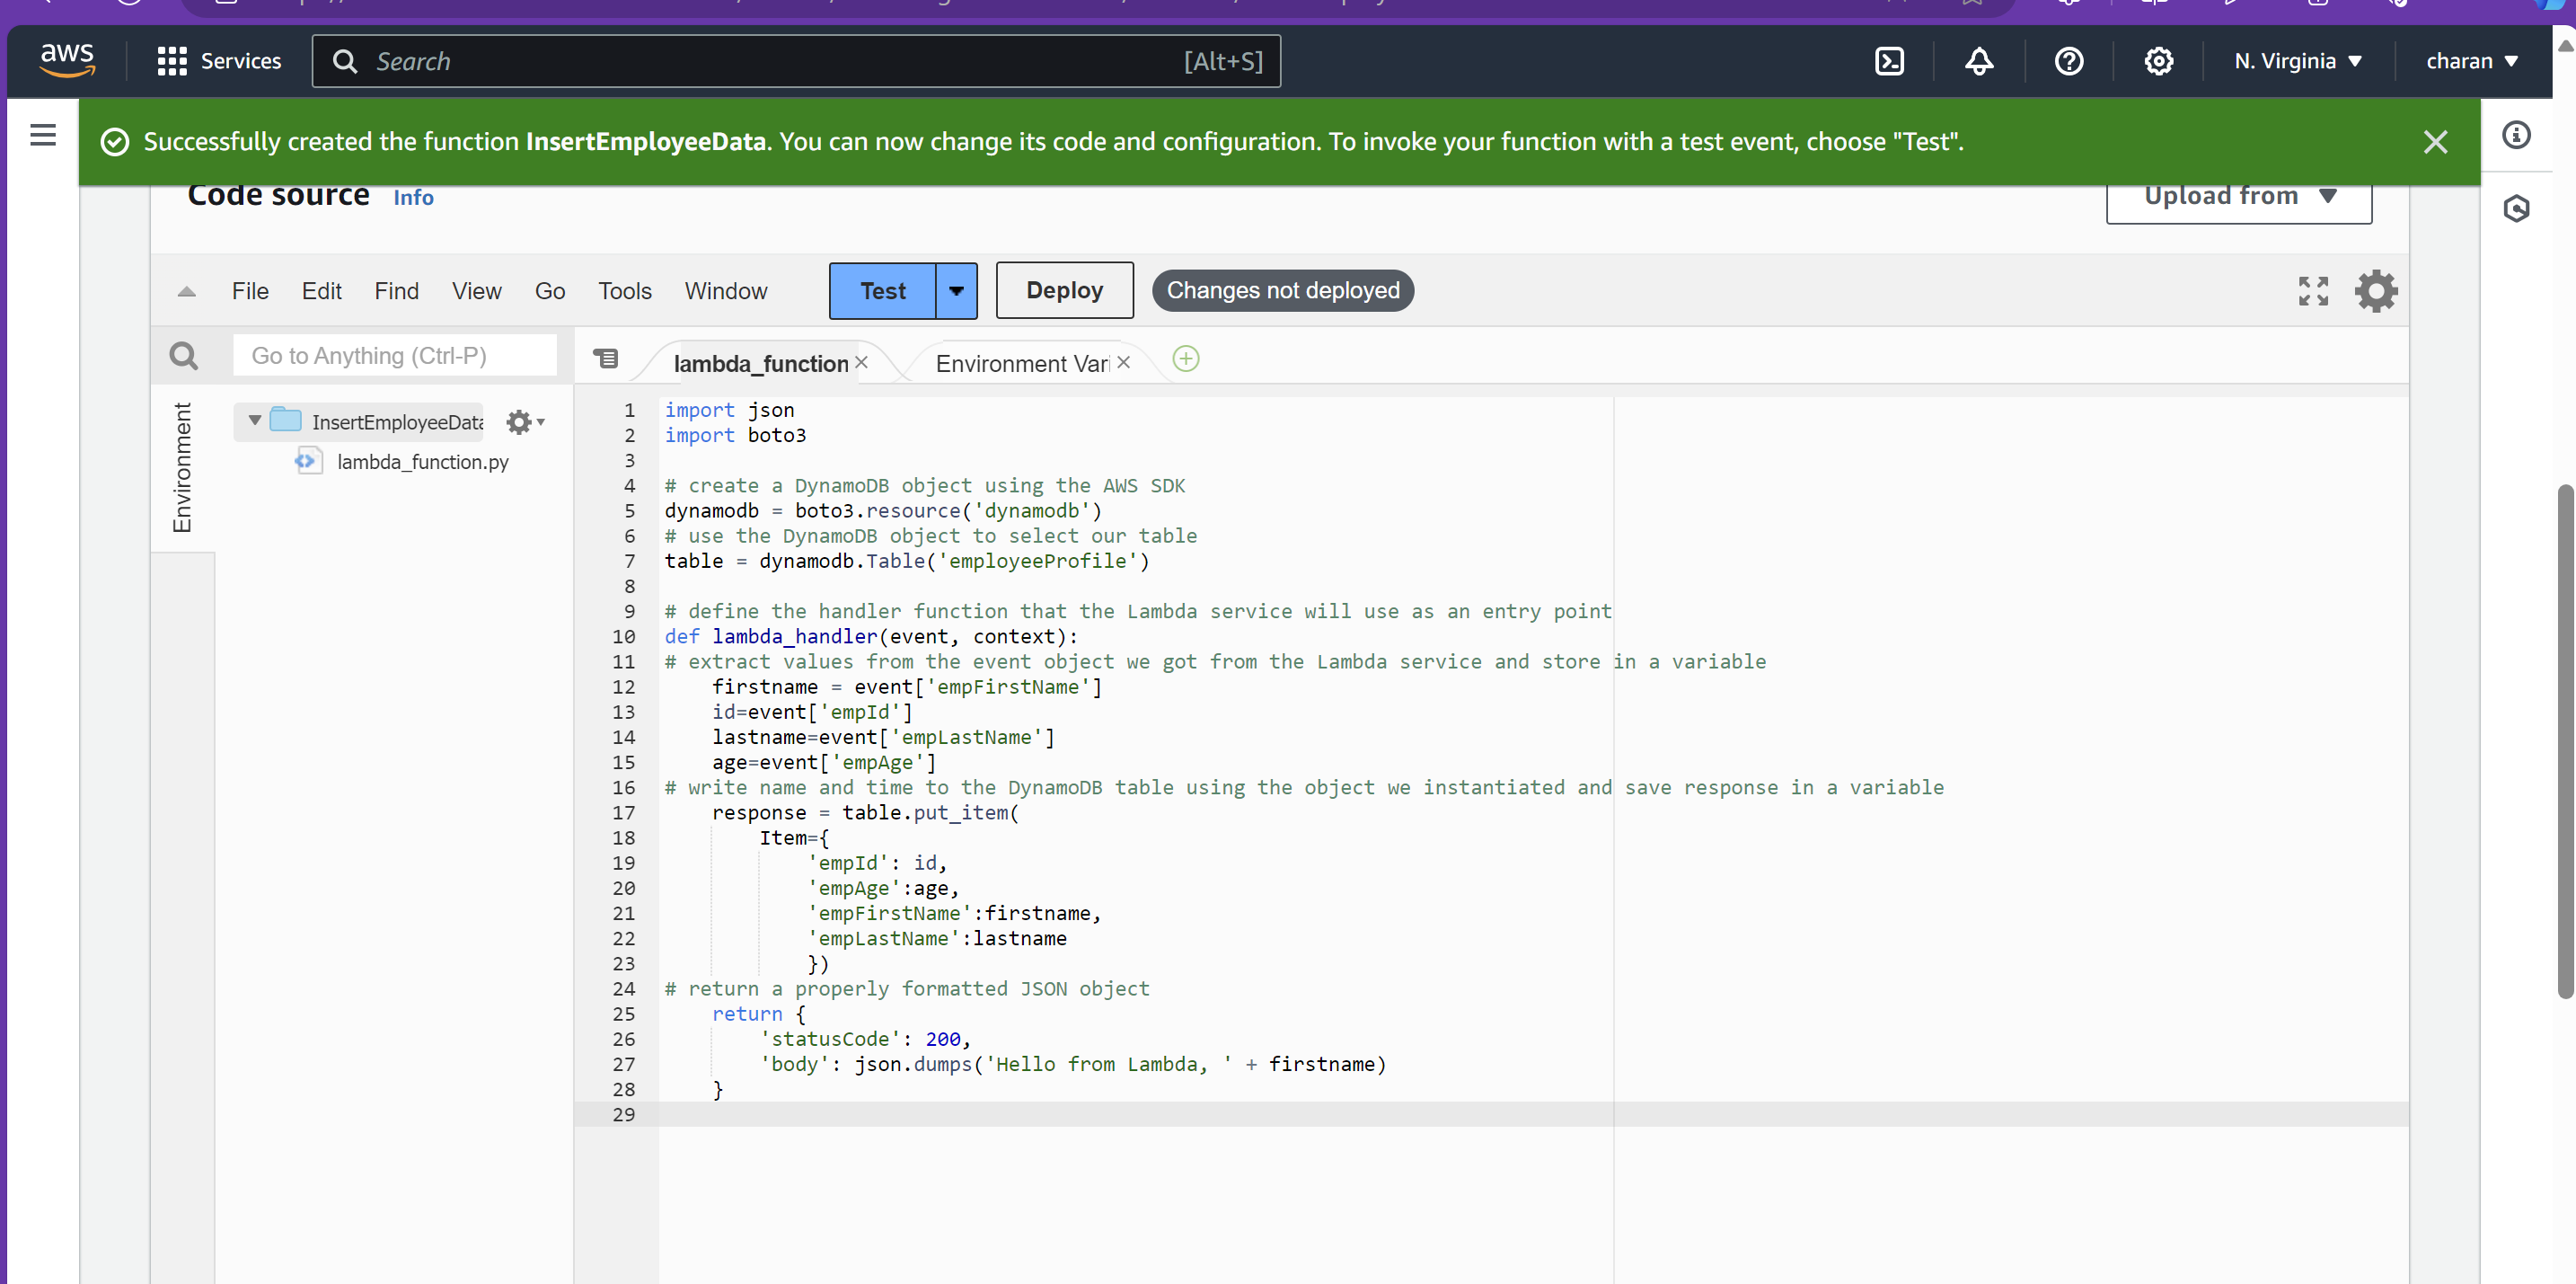 aws
Services
Search
[Alt+S]
N. Virginia
charan
Successfully created the function InsertEmployeeData. You can now change its code and configuration. To invoke your function with a test event, choose "Test".
Code source
Info
Upload from
File
Edit
Find
View
Go
Tools
Window
Test
Deploy
Changes not deployed
Go to Anything (Ctrl-P)
lambda_function
Environment Vari
Environment
InsertEmployeeData
lambda_function.py
1 import json
2 import boto3
3
4 # create a DynamoDB object using the AWS SDK
5 dynamodb = boto3.resource('dynamodb')
6 # use the DynamoDB object to select our table
7 table = dynamodb.Table('employeeProfile')
8
9 # define the handler function that the Lambda service will use as an entry point
10 def lambda_handler(event, context):
11 # extract values from the event object we got from the Lambda service and store in a variable
12     firstname = event['empFirstName']
13     id=event['empId']
14     lastname=event['empLastName']
15     age=event['empAge']
16 # write name and time to the DynamoDB table using the object we instantiated and save response in a variable
17     response = table.put_item(
18         Item={
19             'empId': id,
20             'empAge':age,
21             'empFirstName':firstname,
22             'empLastName':lastname
23             })
24 # return a properly formatted JSON object
25     return {
26         'statusCode': 200,
27         'body': json.dumps('Hello from Lambda, ' + firstname)
28     }
29